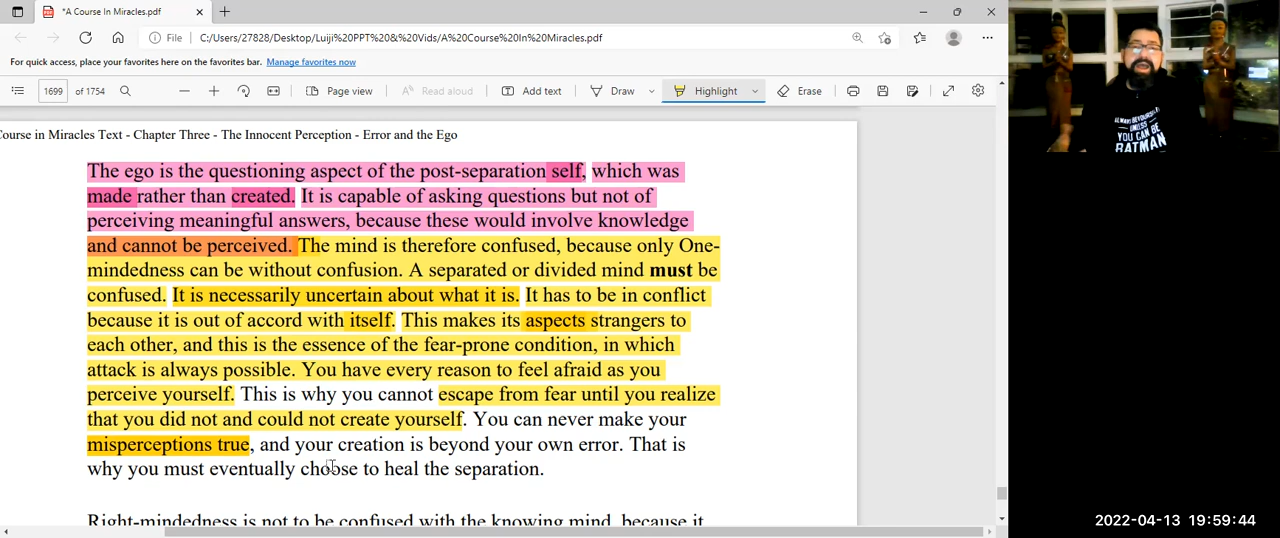 *A Course In Miracles.pdf
File C:/Users/27828/Desktop/Luiji%20PPT%20&%20Vids/A%20Course%20In%20Miracles.pdf
For quick access, place your favorites here on the favorites bar. Manage favorites now
1699 of 1754 Page view Read aloud Add text Draw Highlight Erase
Course in Miracles Text - Chapter Three - The Innocent Perception - Error and the Ego
The ego is the questioning aspect of the post-separation self, which was
made rather than created. It is capable of asking questions but not of
perceiving meaningful answers, because these would involve knowledge
and cannot be perceived. The mind is therefore confused, because only One-
mindedness can be without confusion. A separated or divided mind must be
confused. It is necessarily uncertain about what it is. It has to be in conflict
because it is out of accord with itself. This makes its aspects strangers to
each other, and this is the essence of the fear-prone condition, in which
attack is always possible. You have every reason to feel afraid as you
perceive yourself. This is why you cannot escape from fear until you realize
that you did not and could not create yourself. You can never make your
misperceptions true, and your creation is beyond your own error. That is
why you must eventually choose to heal the separation.
Right-mindedness is not to be confused with the knowing mind, because it
ALWAYS BE YOURSELF
UNLESS
YOU CAN BE
BATMAN
2022-04-13 19:59:44